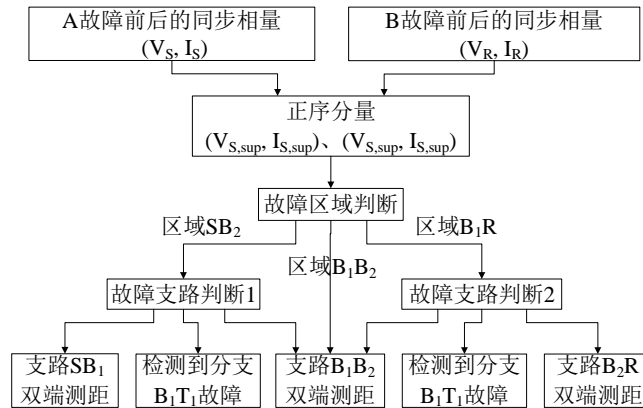 A故障前后的同步相量
(V_S, I_S)
B故障前后的同步相量
(V_R, I_R)
正序分量
(V_S,sup, I_S,sup)、(V_S,sup, I_S,sup)
故障区域判断
区域SB₂
区域B₁B₂
区域B₁R
故障支路判断1
故障支路判断2
支路SB₁
双端测距
检测到分支
B₁T₁故障
支路B₁B₂
双端测距
检测到分支
B₁T₁故障
支路B₂R
双端测距